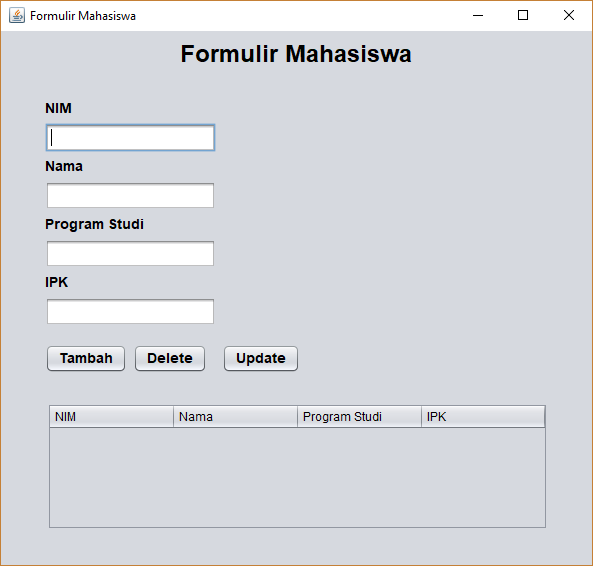 Formulir Mahasiswa
Formulir Mahasiswa
NIM
Nama
Program Studi
IPK
Tambah Delete Update
NIM Nama Program Studi IPK